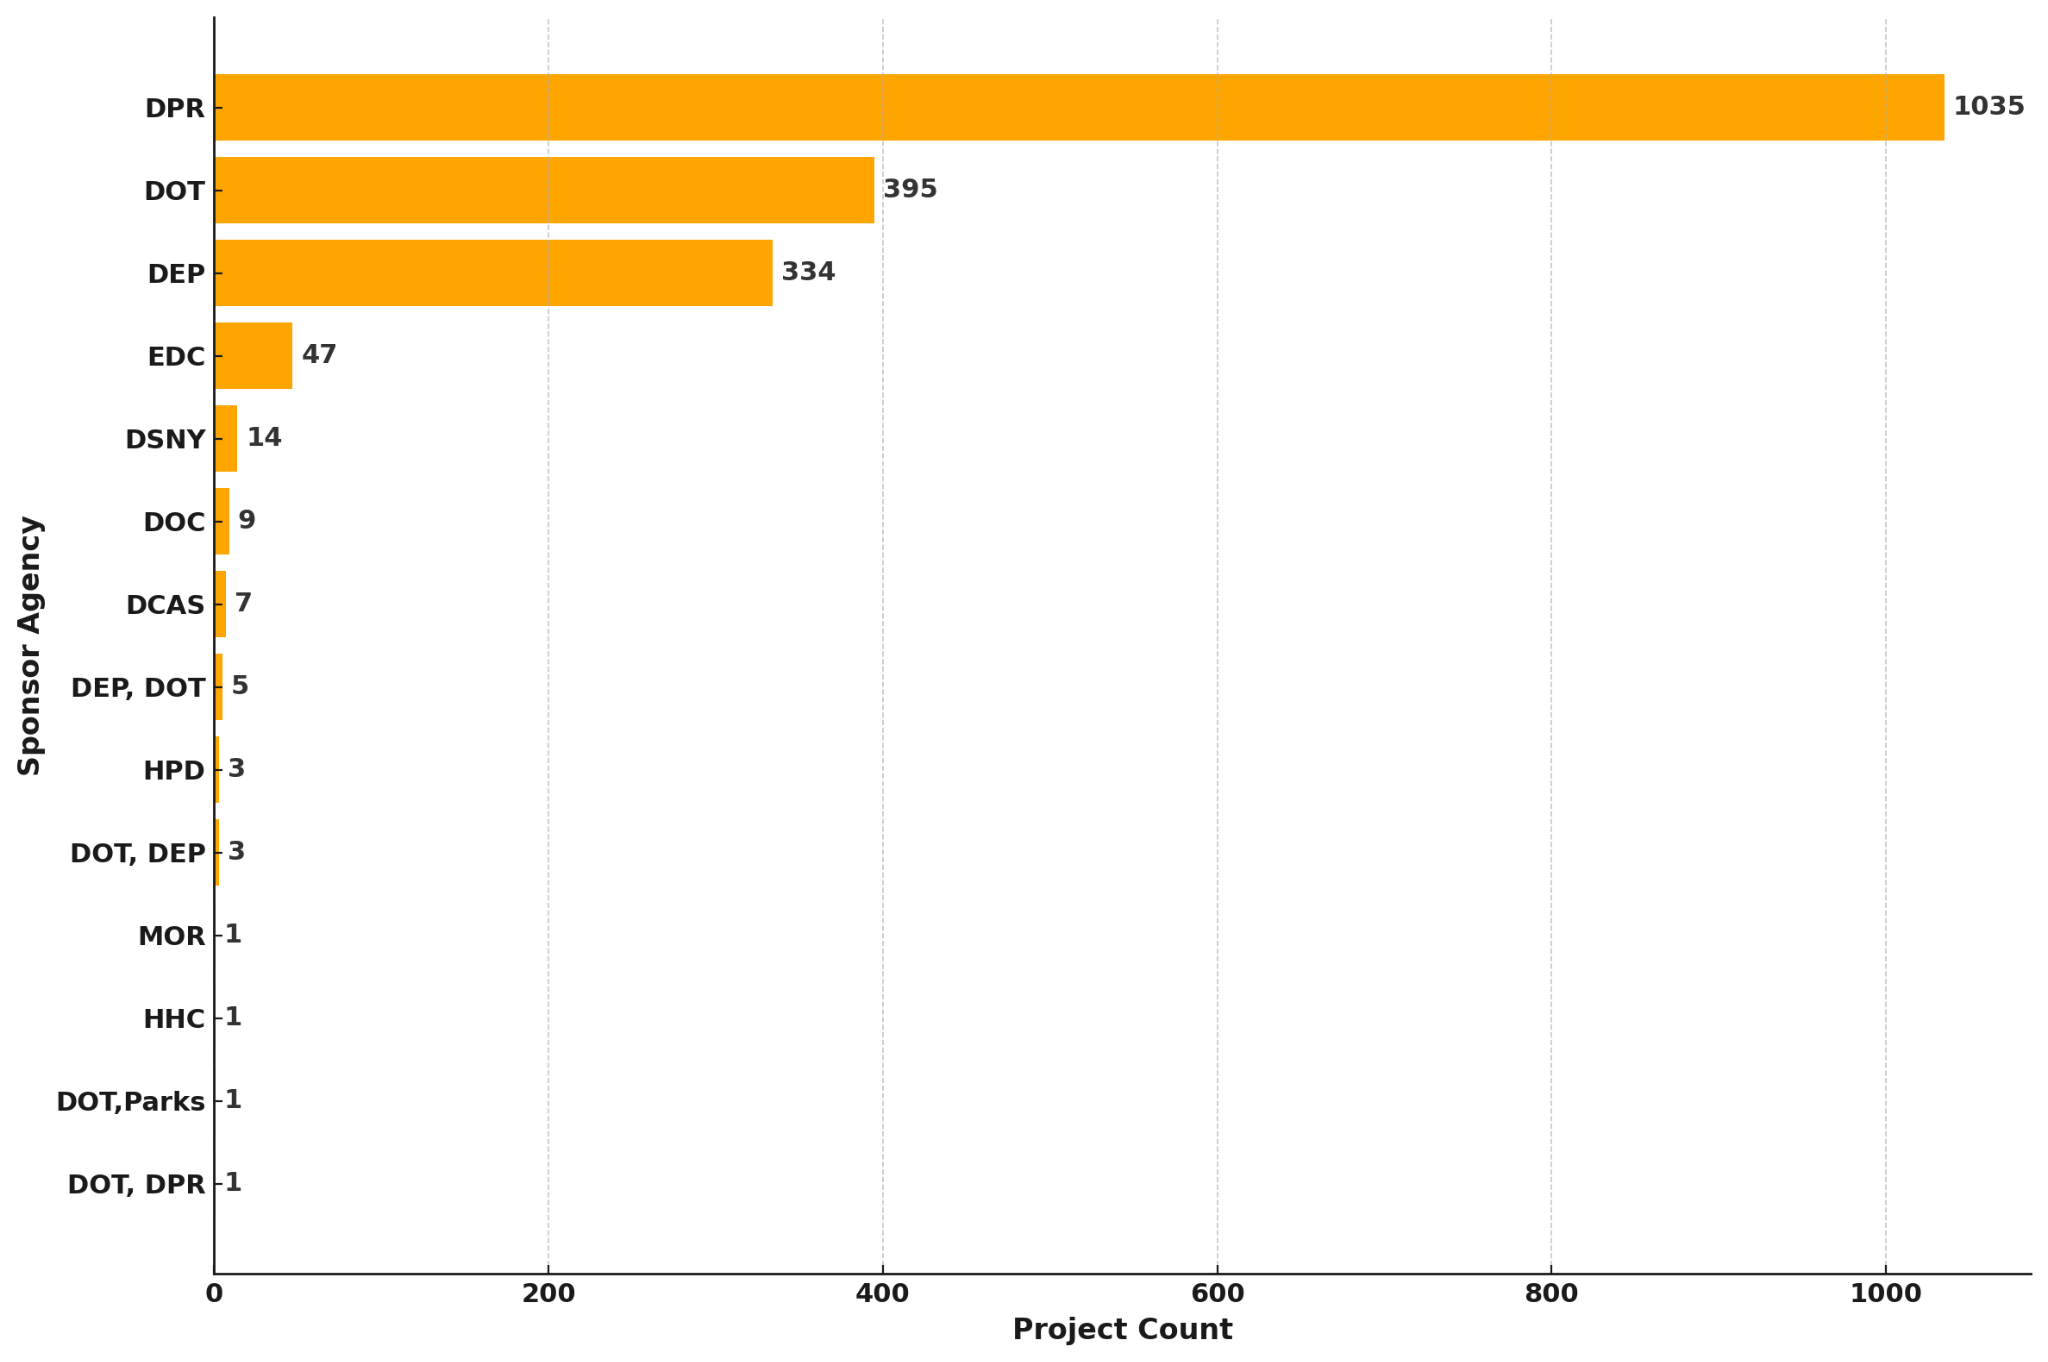 DPR
1035
DOT
395
DEP
334
EDC
47
DSNY
14
DOC
9
DCAS
7
DEP, DOT
5
HPD
3
DOT, DEP
3
MOR
1
HHC
1
DOT,Parks
1
DOT, DPR
1
Sponsor Agency
0 200 400 600 800 1000
Project Count